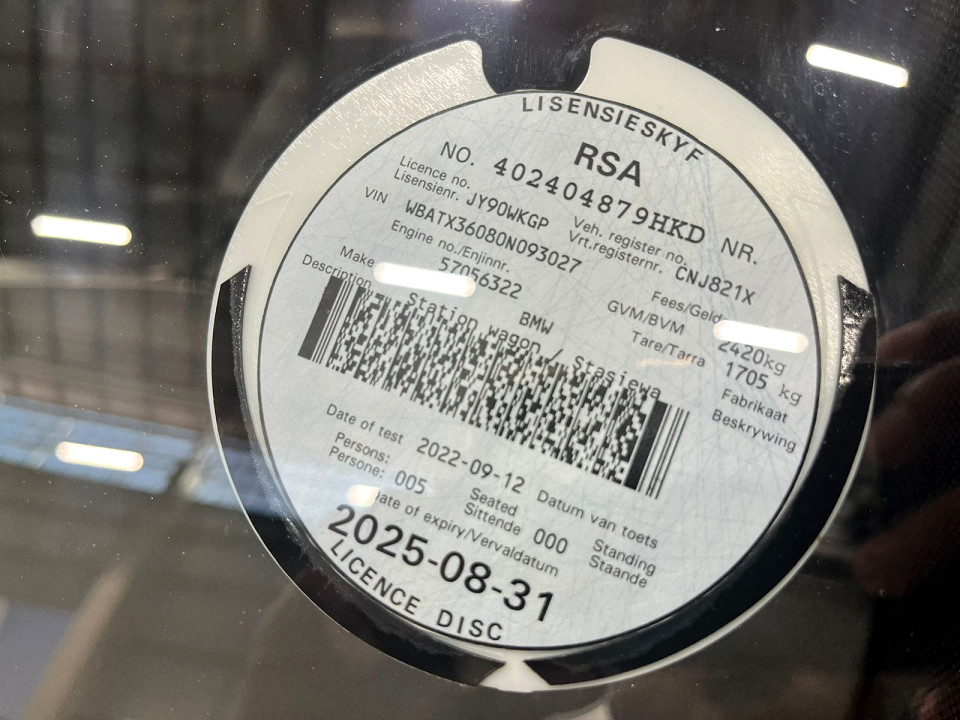 LISENSIESKYF
RSA
NO. 402404879HKD NR.
Licence no. Veh. register no.
Lisensienr. JY90WKGP Vrt.registernr. CNJ821X
VIN WBATX36080N093027 Fees/Geld
Engine no./Enjinnr. GVM/BVM 2420kg
57056322 Tare/Tarra 1705 kg
Make BMW Fabrikaat
Description Station wagon / Stasiewa Beskrywing
Date of test 2022-09-12 Datum van toets
Persons: Seated Standing
Persone: 005 Sittende 000 Staande
Date of expiry/Vervaldatum
2025-08-31
LICENCE DISC